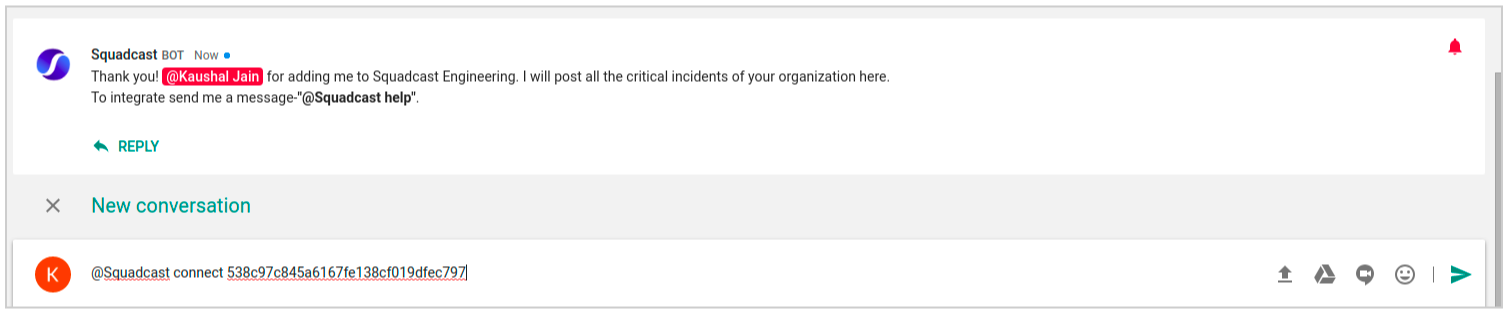 Squadcast BOT Now
Thank you! @Kaushal Jain for adding me to Squadcast Engineering. I will post all the critical incidents of your organization here.
To integrate send me a message-"@Squadcast help".
REPLY
New conversation
K
@Squadcast connect 538c97c845a6167fe138cf019dfec797